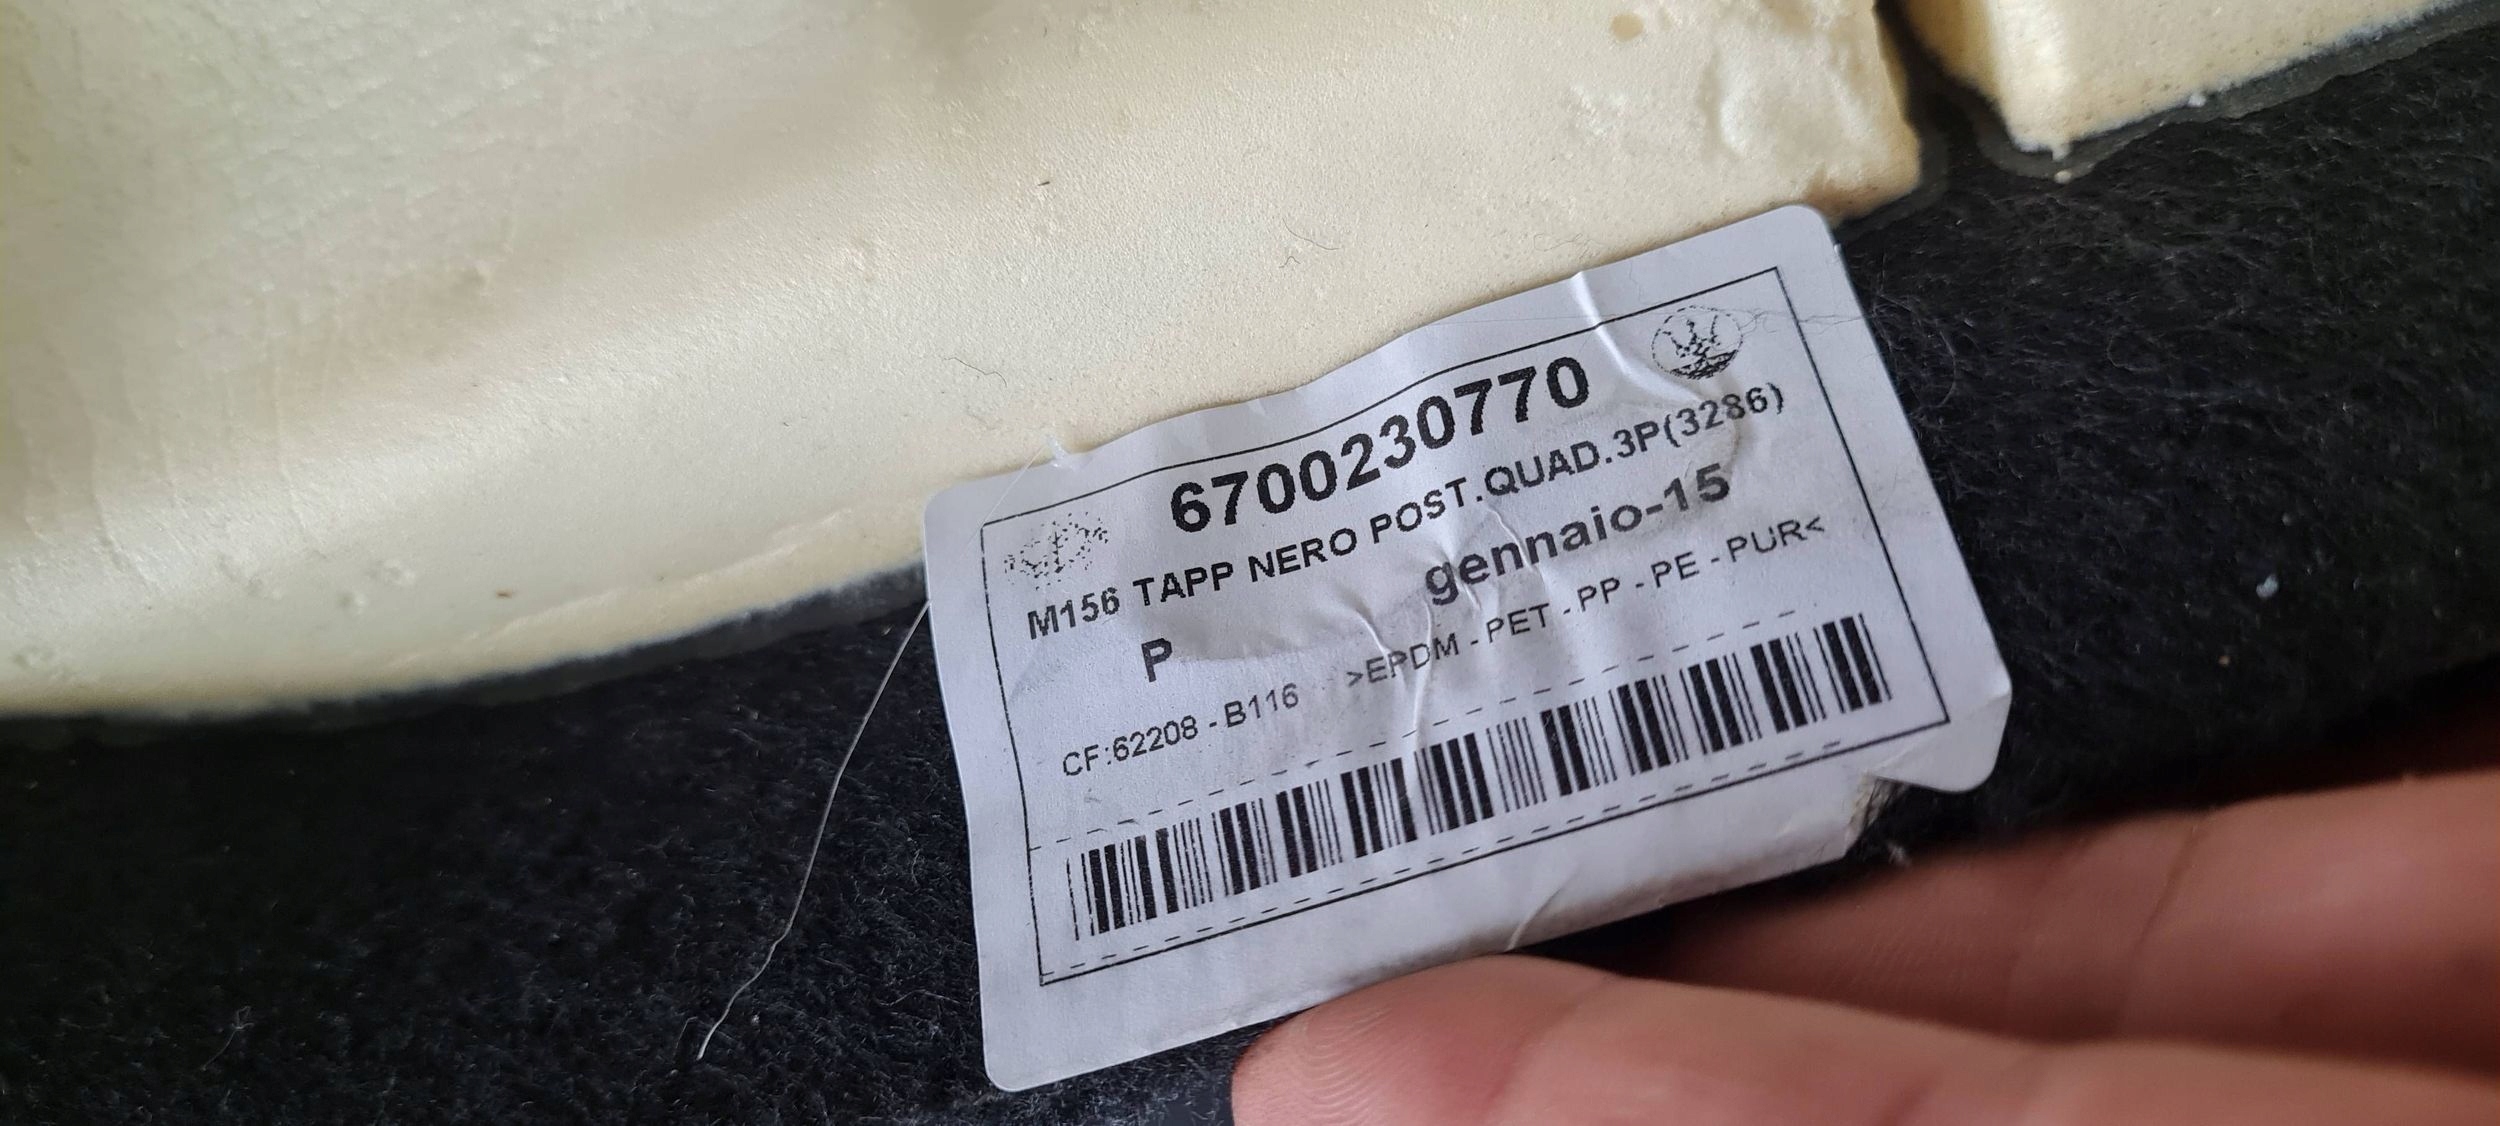 6700230770
M156 TAPP NERO POST.QUAD.3P(3286)
P gennaio-15
CF:62208 - B116 >EPDM - PET - PP - PE - PUR<